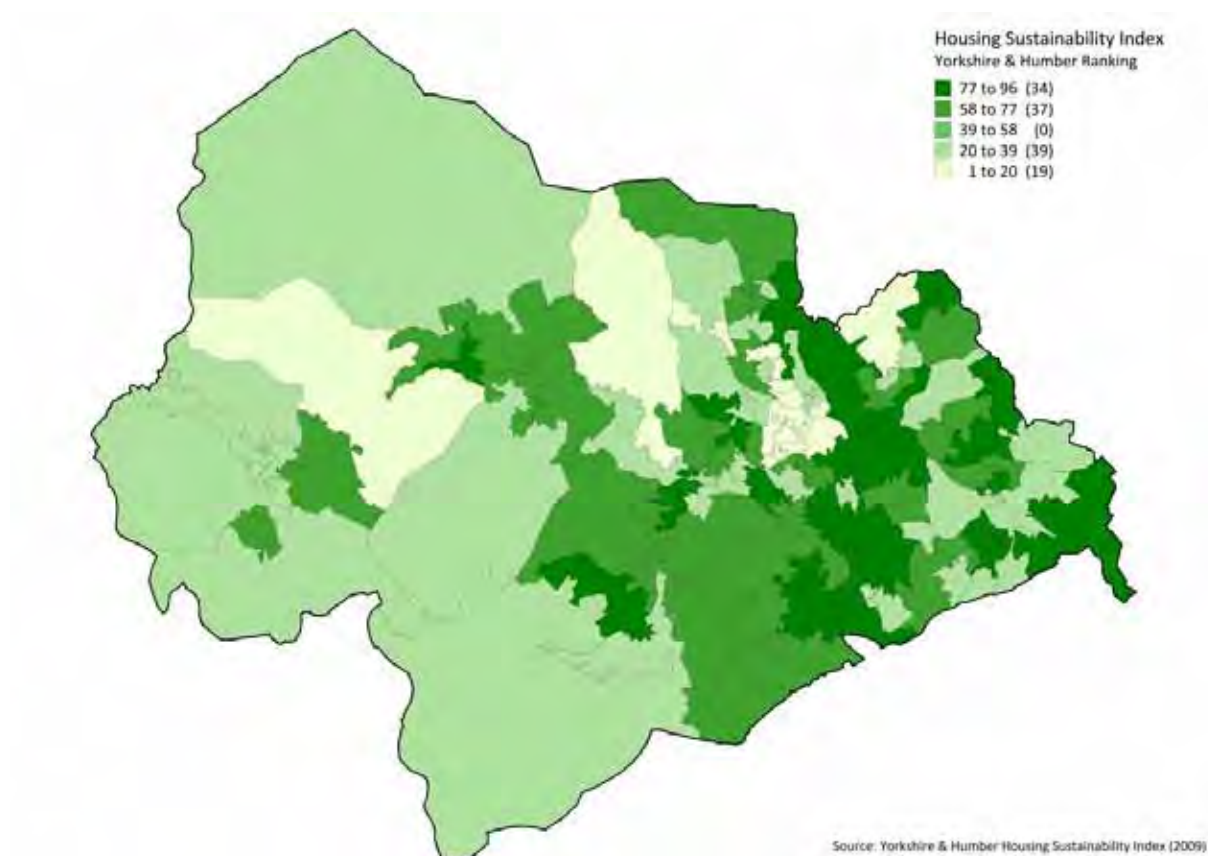 Housing Sustainability Index
Yorkshire & Humber Ranking
77 to 96 (34)
58 to 77 (37)
39 to 58 (0)
20 to 39 (39)
1 to 20 (19)
Source: Yorkshire & Humber Housing Sustainability Index (2009)